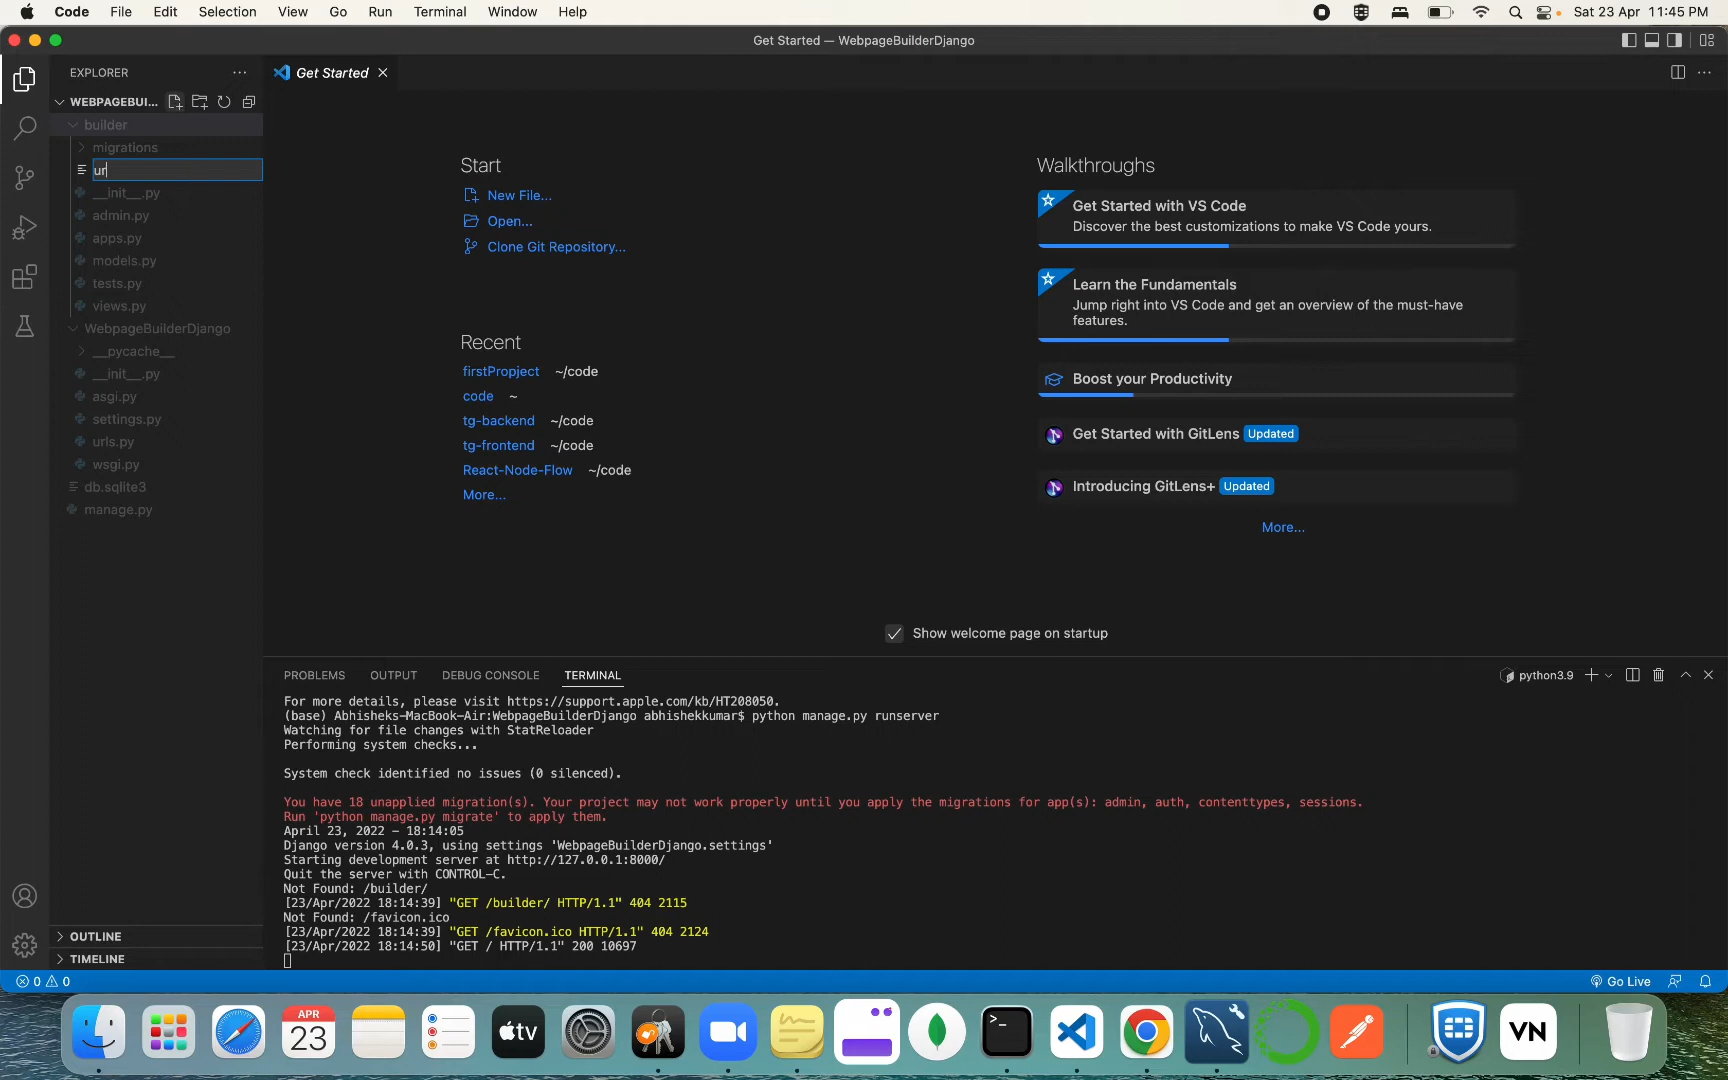 Code File Edit Selection View Go Run Terminal Window Help Sat 23 Apr 11:45 PM
Get Started — WebpageBuilderDjango
EXPLORER
Get Started
WEBPAGEBUI...
builder
migrations
ur
__init__.py
admin.py
apps.py
models.py
tests.py
views.py
WebpageBuilderDjango
__pycache__
__init__.py
asgi.py
settings.py
urls.py
wsgi.py
db.sqlite3
manage.py
OUTLINE
TIMELINE
Start
New File...
Open...
Clone Git Repository...
Recent
firstPropject ~/code
code ~
tg-backend ~/code
tg-frontend ~/code
React-Node-Flow ~/code
More...
Walkthroughs
Get Started with VS Code
Discover the best customizations to make VS Code yours.
Learn the Fundamentals
Jump right into VS Code and get an overview of the must-have
features.
Boost your Productivity
Get Started with GitLens Updated
Introducing GitLens+ Updated
More...
Show welcome page on startup
PROBLEMS OUTPUT DEBUG CONSOLE TERMINAL
python3.9
For more details, please visit https://support.apple.com/kb/HT208050.
(base) Abhisheks-MacBook-Air:WebpageBuilderDjango abhishekkumar$ python manage.py runserver
Watching for file changes with StatReloader
Performing system checks...
System check identified no issues (0 silenced).
You have 18 unapplied migration(s). Your project may not work properly until you apply the migrations for app(s): admin, auth, contenttypes, sessions.
Run 'python manage.py migrate' to apply them.
April 23, 2022 - 18:14:05
Django version 4.0.3, using settings 'WebpageBuilderDjango.settings'
Starting development server at http://127.0.0.1:8000/
Quit the server with CONTROL-C.
Not Found: /builder/
[23/Apr/2022 18:14:39] "GET /builder/ HTTP/1.1" 404 2115
Not Found: /favicon.ico
[23/Apr/2022 18:14:39] "GET /favicon.ico HTTP/1.1" 404 2124
[23/Apr/2022 18:14:50] "GET / HTTP/1.1" 200 10697
0 0
Go Live
APR
23
tv
>_
VN